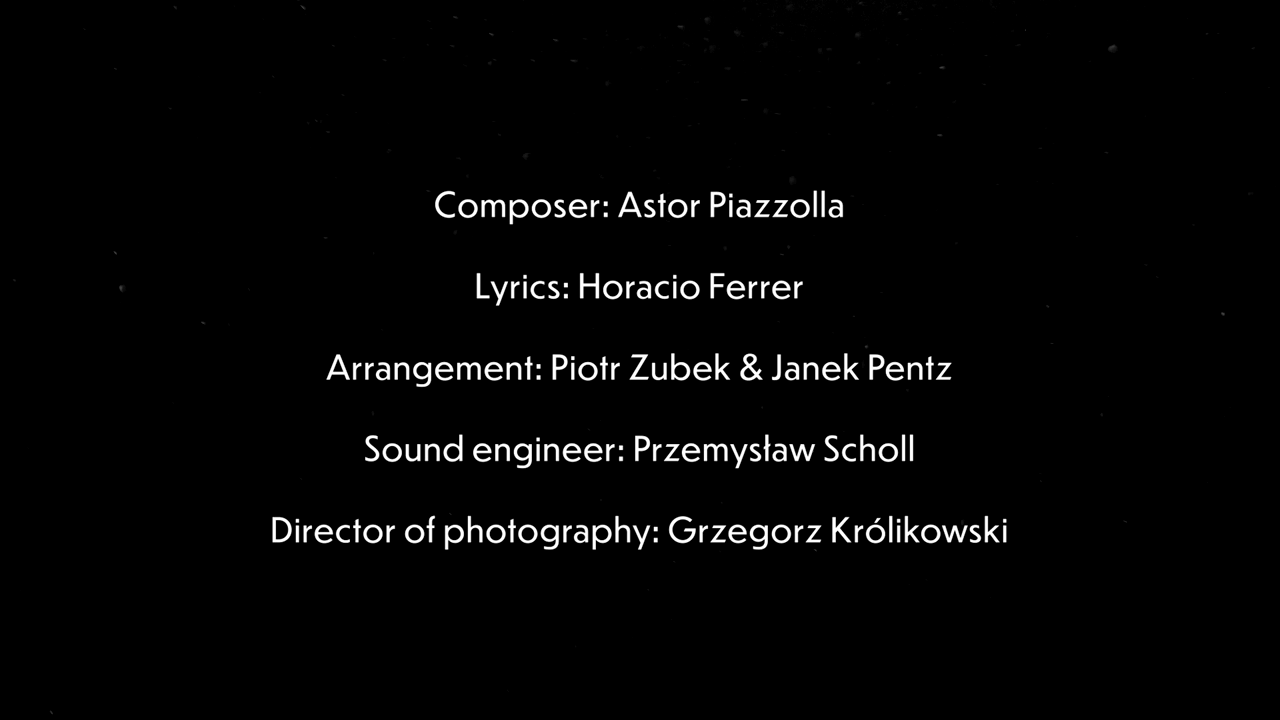 Composer: Astor Piazzolla
Lyrics: Horacio Ferrer
Arrangement: Piotr Zubek & Janek Pentz
Sound engineer: Przemysław Scholl
Director of photography: Grzegorz Królikowski